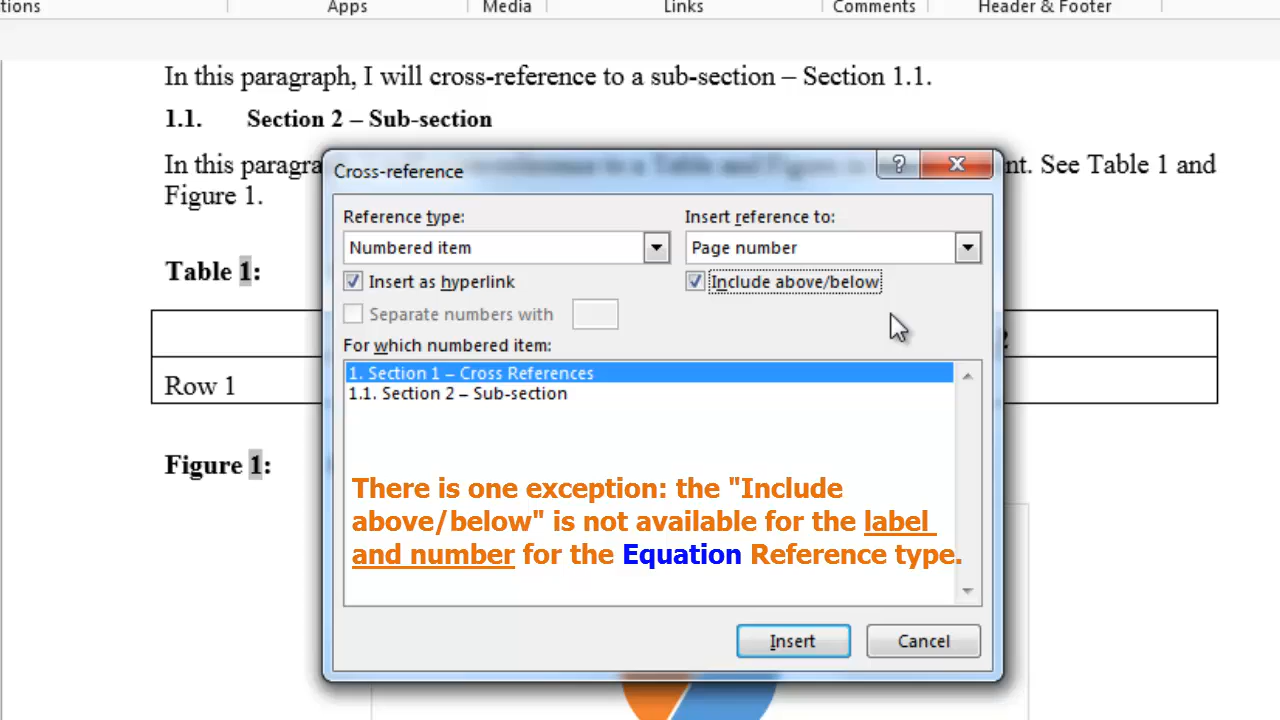 tions Apps Media Links Comments Header & Footer
In this paragraph, I will cross-reference to a sub-section – Section 1.1.
1.1. Section 2 – Sub-section
In this paragra nt. See Table 1 and
Figure 1.
Cross-reference
Reference type: Insert reference to:
Numbered item Page number
Insert as hyperlink Include above/below
Separate numbers with
For which numbered item:
1. Section 1 – Cross References
1.1. Section 2 – Sub-section
There is one exception: the "Include
above/below" is not available for the label
and number for the Equation Reference type.
Insert Cancel
Table 1:
2
Row 1
Figure 1: